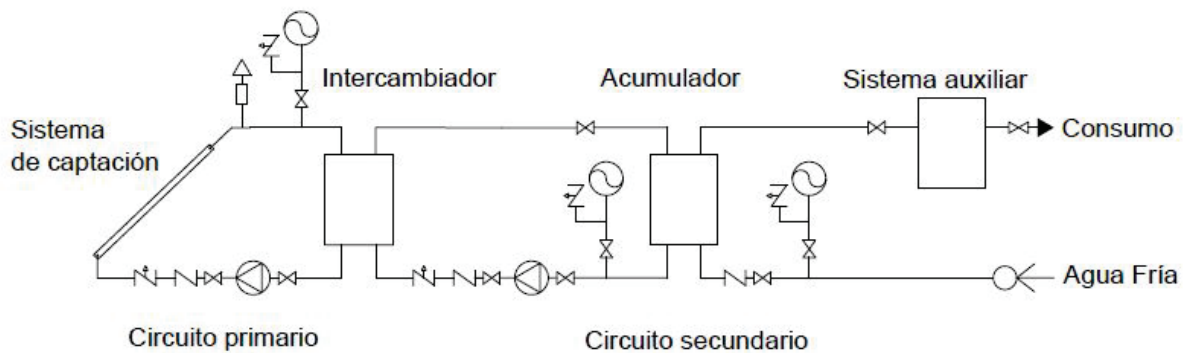 Intercambiador
Acumulador
Sistema auxiliar
Sistema
de captación
Consumo
Agua Fría
Circuito primario
Circuito secundario